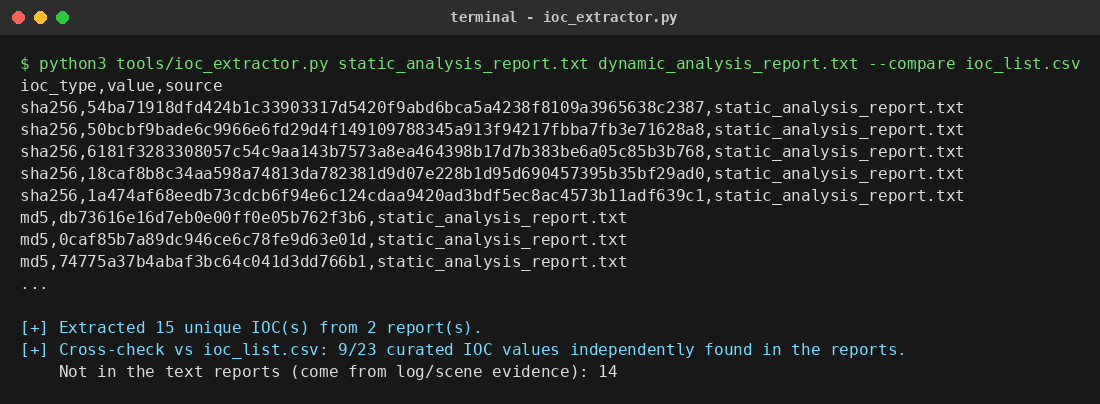 terminal - ioc_extractor.py
$ python3 tools/ioc_extractor.py static_analysis_report.txt dynamic_analysis_report.txt --compare ioc_list.csv
ioc_type,value,source
sha256,54ba71918dfd424b1c33903317d5420f9abd6bca5a4238f8109a3965638c2387,static_analysis_report.txt
sha256,50bcbf9bade6c9966e6fd29d4f149109788345a913f94217fbba7fb3e71628a8,static_analysis_report.txt
sha256,6181f3283308057c54c9aa143b7573a8ea464398b17d7b383be6a05c85b3b768,static_analysis_report.txt
sha256,18caf8b8c34aa598a74813da782381d9d07e228b1d95d690457395b35bf29ad0,static_analysis_report.txt
sha256,1a474af68eedb73cdcb6f94e6c124cdaa9420ad3bdf5ec8ac4573b11adf639c1,static_analysis_report.txt
md5,db73616e16d7eb0e00ff0e05b762f3b6,static_analysis_report.txt
md5,0caf85b7a89dc946ce6c78fe9d63e01d,static_analysis_report.txt
md5,74775a37b4abaf3bc64c041d3dd766b1,static_analysis_report.txt
...
[+] Extracted 15 unique IOC(s) from 2 report(s).
[+] Cross-check vs ioc_list.csv: 9/23 curated IOC values independently found in the reports.
Not in the text reports (come from log/scene evidence): 14